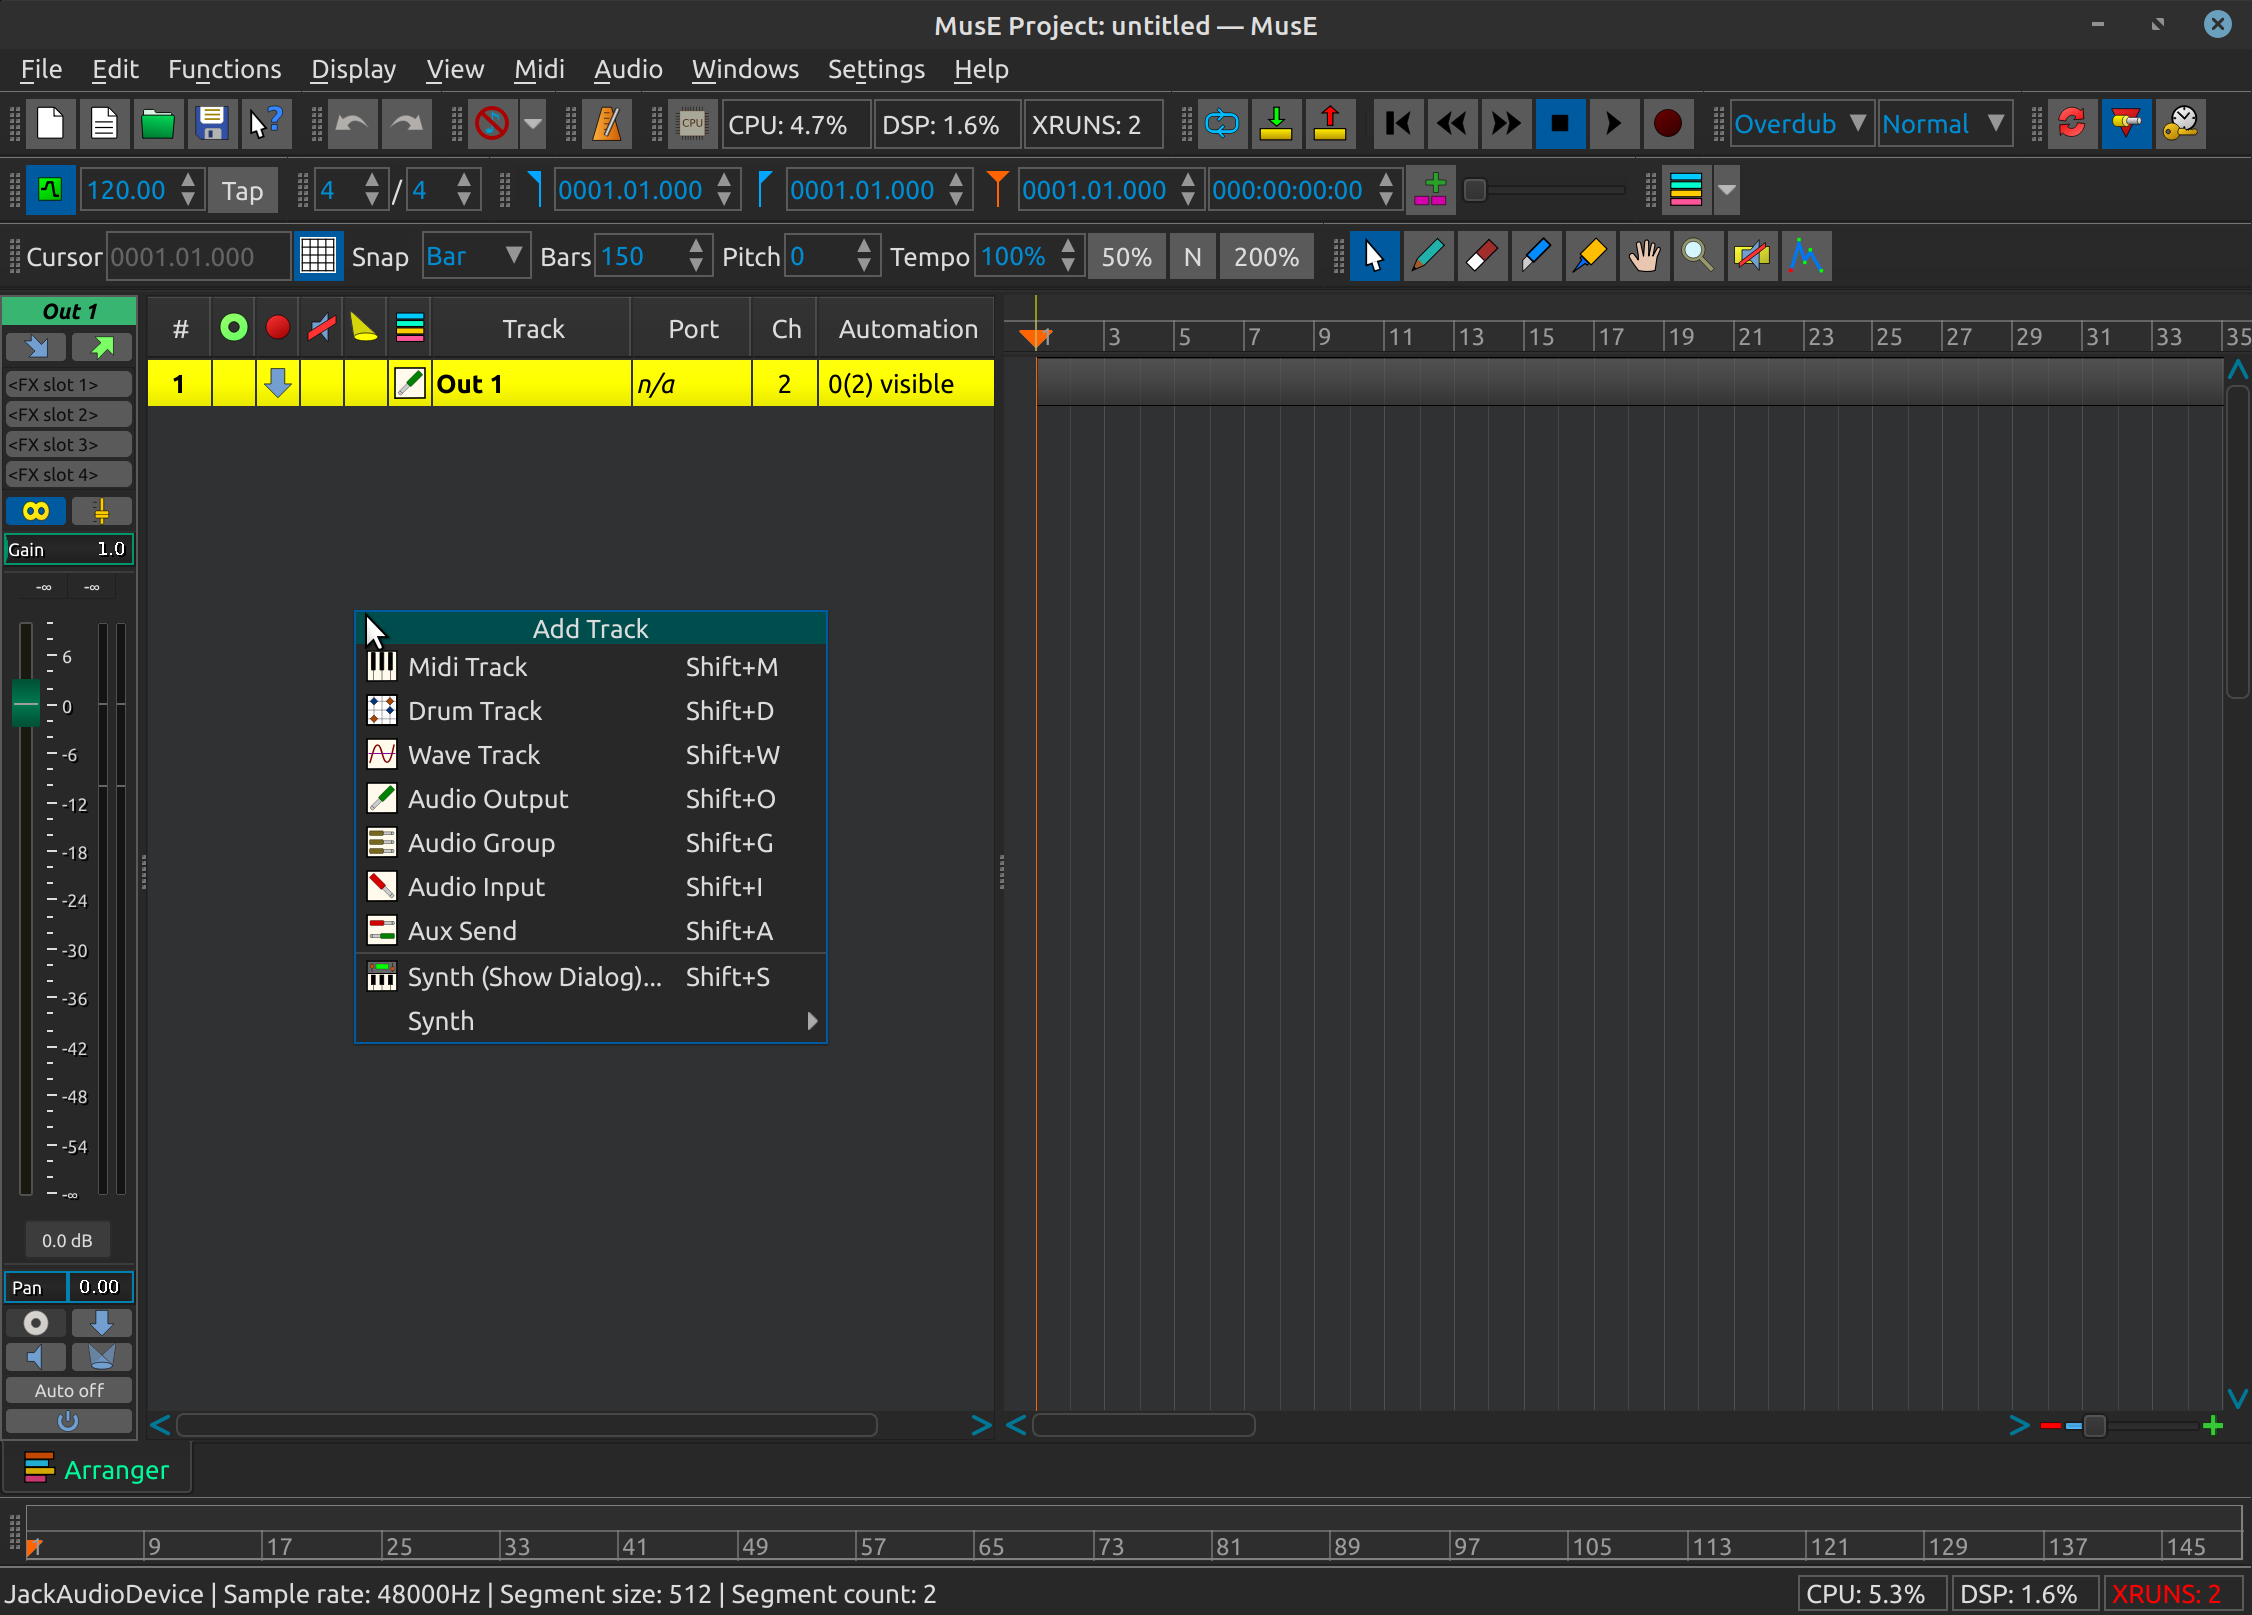 MusE Project: untitled — MusE
File Edit Functions Display View Midi Audio Windows Settings Help
CPU CPU: 4.7% DSP: 1.6% XRUNS: 2 Overdub Normal
120.00 Tap 4 / 4 0001.01.000 0001.01.000 0001.01.000 000:00:00:00
Cursor 0001.01.000 Snap Bar Bars 150 Pitch 0 Tempo 100% 50% N 200%
Out 1
# Track Port Ch Automation
1 3 5 7 9 11 13 15 17 19 21 23 25 27 29 31 33 35
1 Out 1 n/a 2 0(2) visible
<FX slot 1>
<FX slot 2>
<FX slot 3>
<FX slot 4>
Gain 1.0
-∞ -∞
6
0
-6
-12
-18
-24
-30
-36
-42
-48
-54
-∞
0.0 dB
Pan 0.00
Auto off
Add Track
Midi Track Shift+M
Drum Track Shift+D
Wave Track Shift+W
Audio Output Shift+O
Audio Group Shift+G
Audio Input Shift+I
Aux Send Shift+A
Synth (Show Dialog)... Shift+S
Synth
Arranger
1 9 17 25 33 41 49 57 65 73 81 89 97 105 113 121 129 137 145
JackAudioDevice | Sample rate: 48000Hz | Segment size: 512 | Segment count: 2
CPU: 5.3% DSP: 1.6% XRUNS: 2